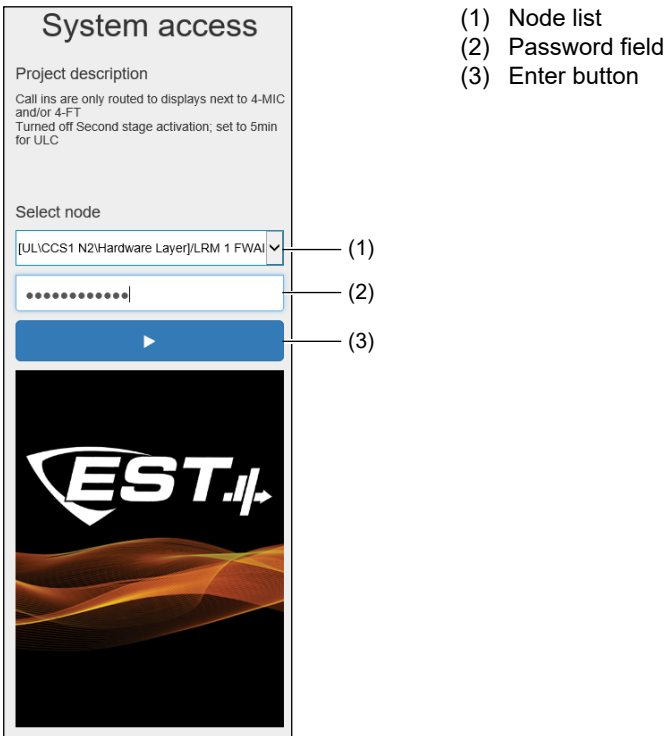 System access
Project description
Call ins are only routed to displays next to 4-MIC
and/or 4-FT
Turned off Second stage activation; set to 5min
for ULC
Select node
[UL\CCS1 N2\Hardware Layer]/LRM 1 FWAI
●●●●●●●●●●●●
EST4
(1)
(2)
(3)
(1) Node list
(2) Password field
(3) Enter button